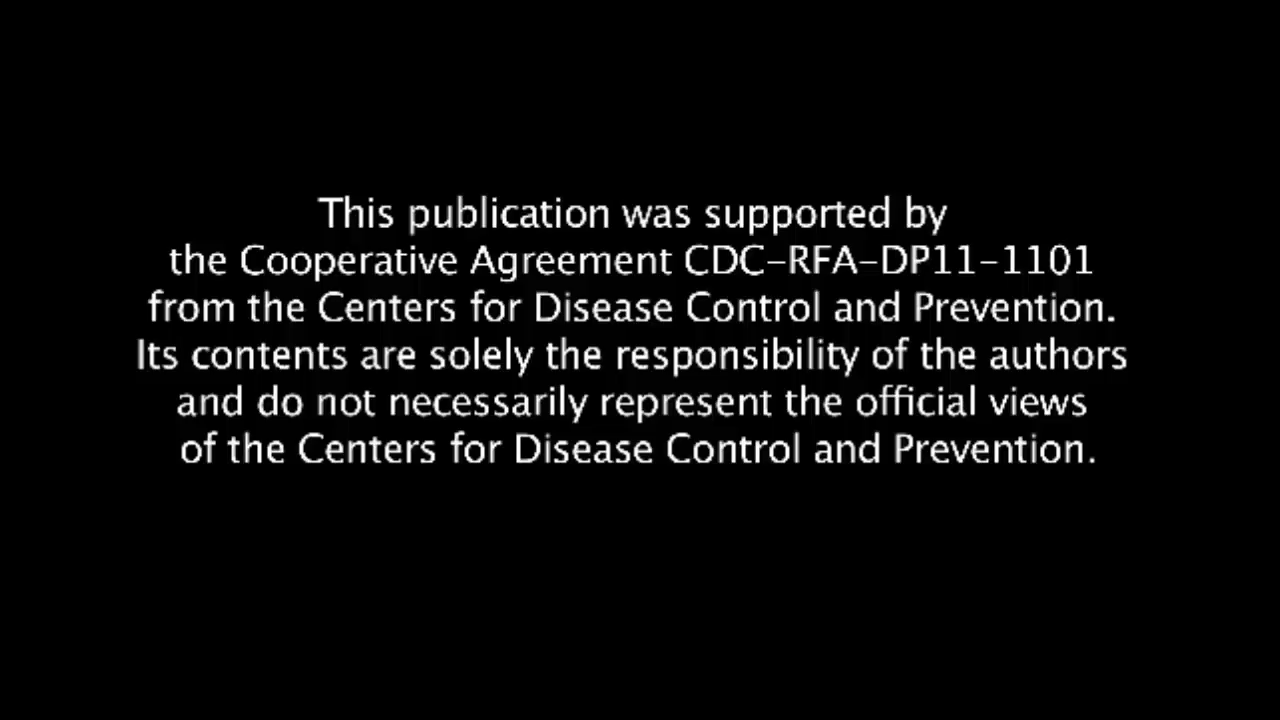 This publication was supported by
the Cooperative Agreement CDC-RFA-DP11-1101
from the Centers for Disease Control and Prevention.
Its contents are solely the responsibility of the authors
and do not necessarily represent the official views
of the Centers for Disease Control and Prevention.